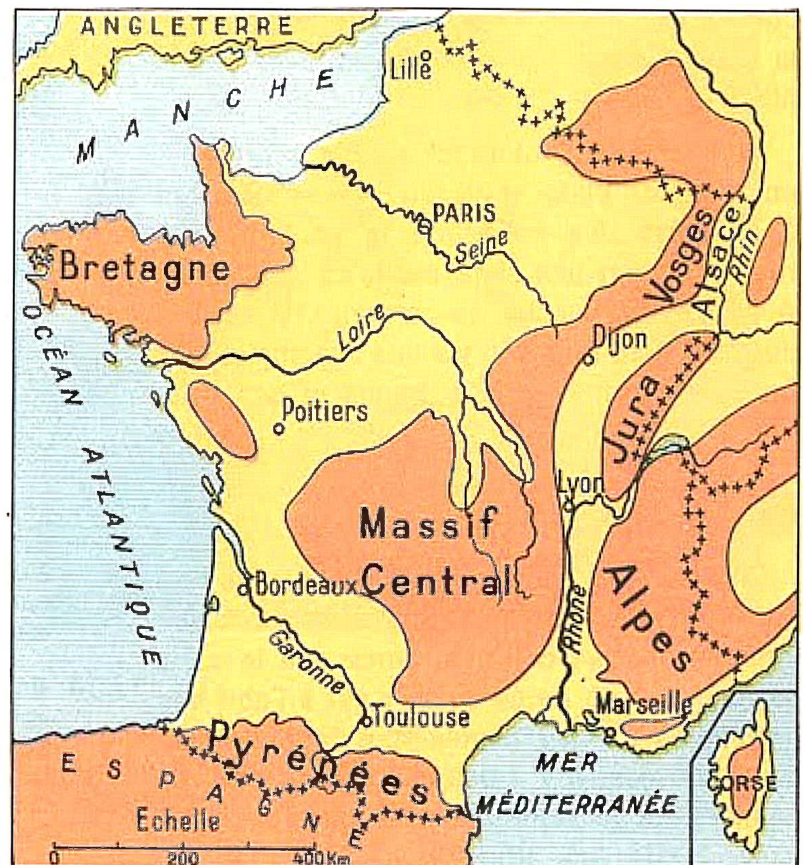 ANGLETERRE
MANCHE
Lille
PARIS
Seine
Bretagne
Vosges
Alsace
Rhin
OCÉAN ATLANTIQUE
Loire
Dijon
Poitiers
Jura
Lyon
Massif
Central
Alpes
Bordeaux
Rhône
Garonne
Marseille
Toulouse
Pyrénées
ESPAGNE
MER
MÉDITERRANÉE
CORSE
Echelle
0 200 400 Km